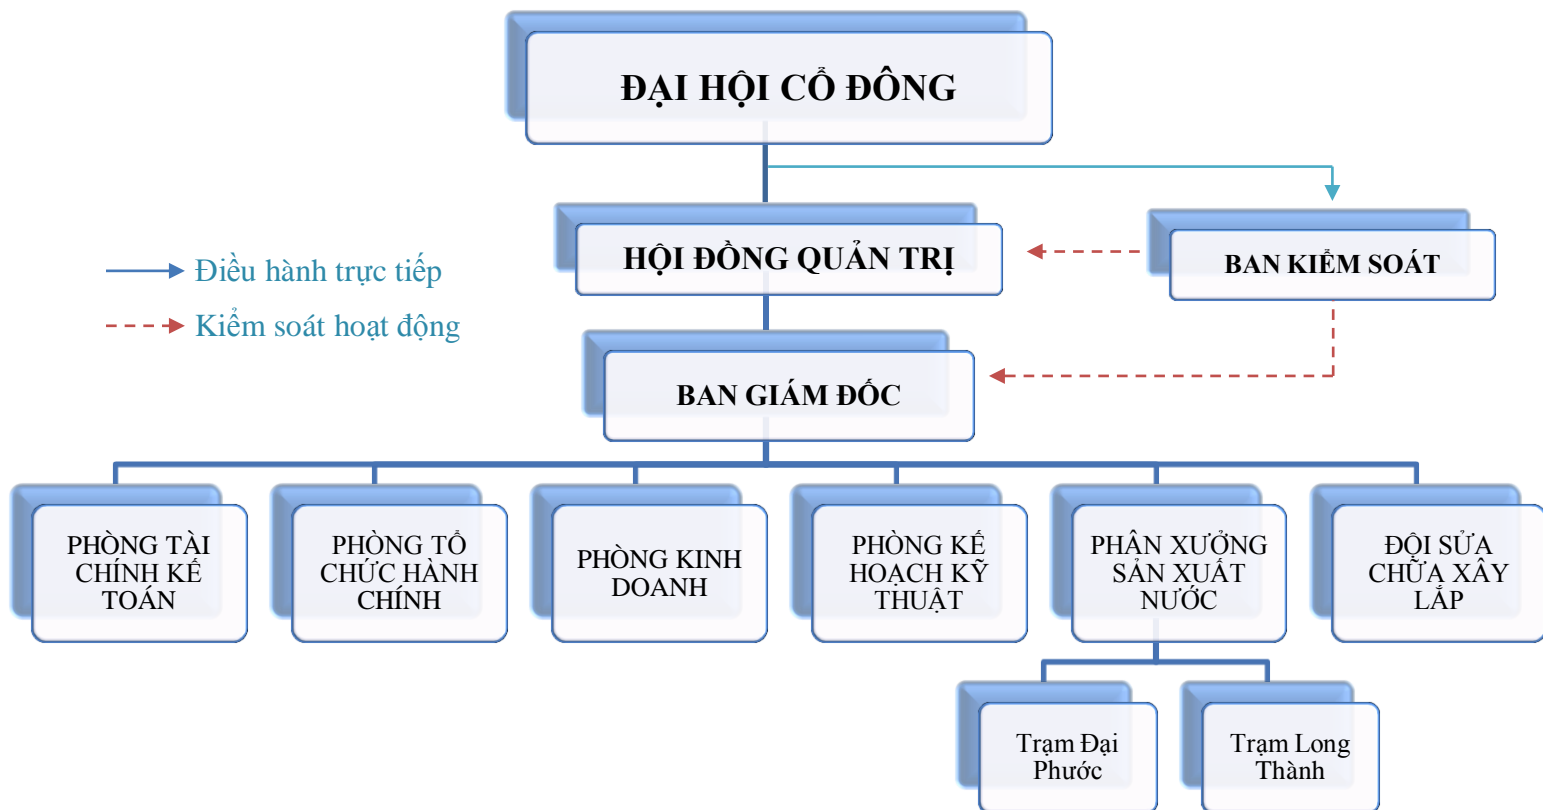 ĐẠI HỘI CỔ ĐÔNG
HỘI ĐỒNG QUẢN TRỊ
BAN KIỂM SOÁT
Điều hành trực tiếp
Kiểm soát hoạt động
BAN GIÁM ĐỐC
PHÒNG TÀI
CHÍNH KẾ
TOÁN
PHÒNG TỔ
CHỨC HÀNH
CHÍNH
PHÒNG KINH
DOANH
PHÒNG KẾ
HOẠCH KỸ
THUẬT
PHÂN XƯỞNG
SẢN XUẤT
NƯỚC
ĐỘI SỬA
CHỮA XÂY
LẮP
Trạm Đại
Phước
Trạm Long
Thành